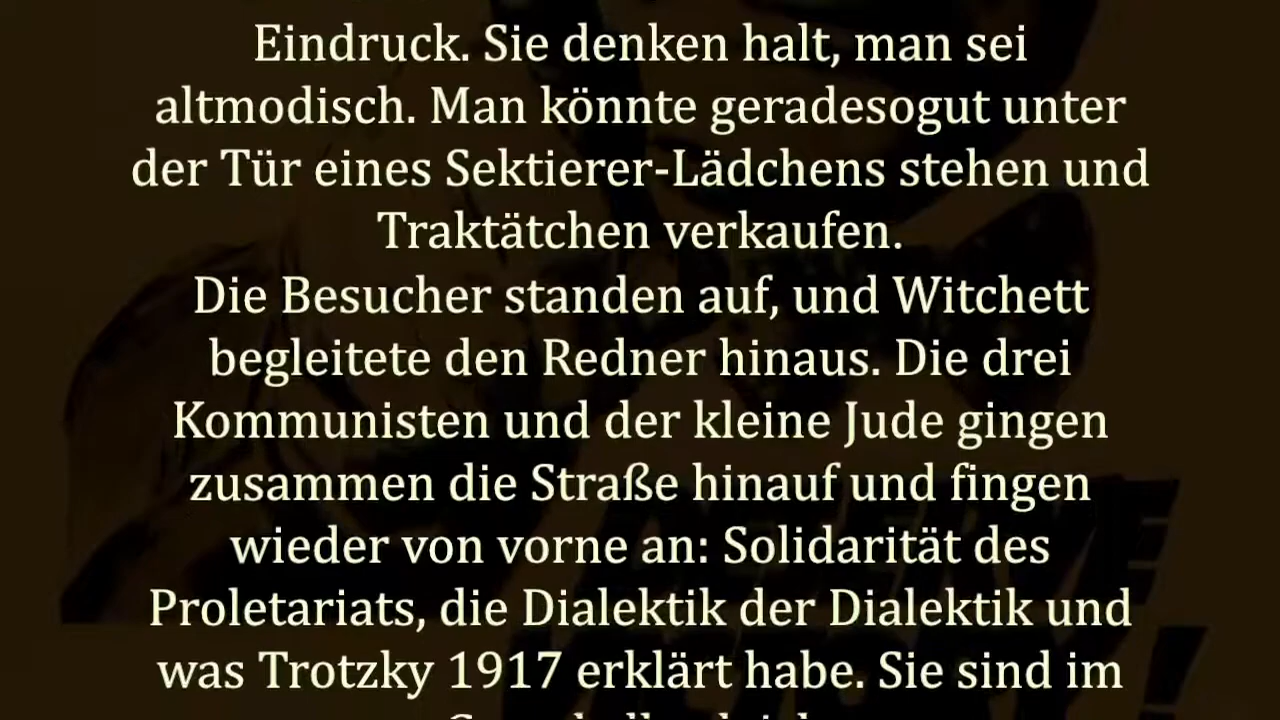 Eindruck. Sie denken halt, man sei
altmodisch. Man könnte geradesogut unter
der Tür eines Sektierer-Lädchens stehen und
Traktätchen verkaufen.
Die Besucher standen auf, und Witchett
begleitete den Redner hinaus. Die drei
Kommunisten und der kleine Jude gingen
zusammen die Straße hinauf und fingen
wieder von vorne an: Solidarität des
Proletariats, die Dialektik der Dialektik und
was Trotzky 1917 erklärt habe. Sie sind im